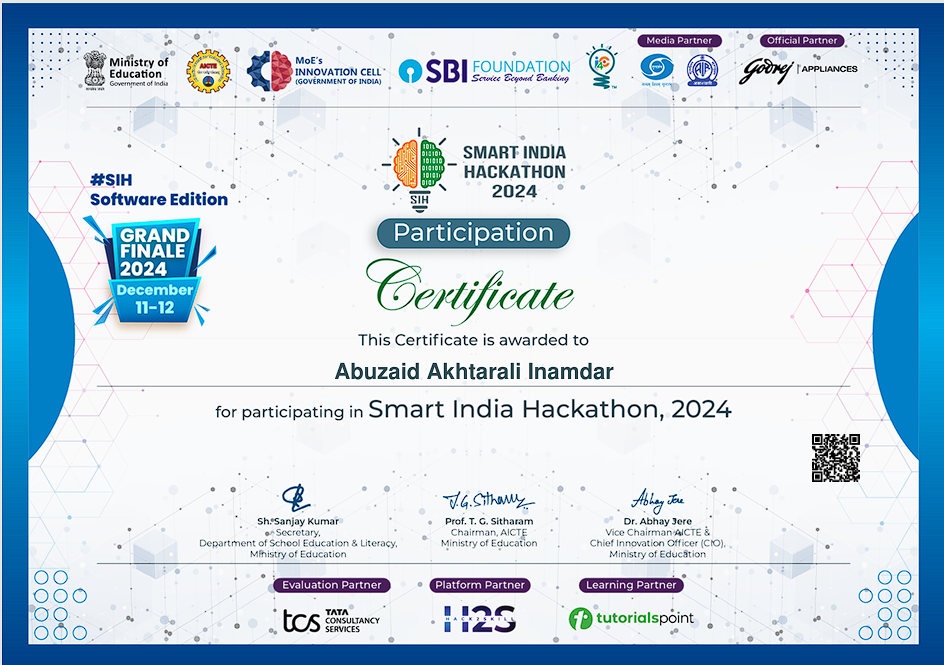 Ministry of
Education
Government of India
AICTE
MoE's
INNOVATION CELL
(GOVERNMENT OF INDIA)
SBI FOUNDATION
Service Beyond Banking
TM
Media Partner
Official Partner
Godrej | APPLIANCES
#SIH
Software Edition
GRAND
FINALE
2024
December
11-12
SIH
SMART INDIA
HACKATHON
2024
Participation
Certificate
This Certificate is awarded to
Abuzaid Akhtarali Inamdar
for participating in Smart India Hackathon, 2024
Sh. Sanjay Kumar
Secretary,
Department of School Education & Literacy,
Ministry of Education
T.G. Sitharam
Prof. T. G. Sitharam
Chairman, AICTE
Ministry of Education
Abhay Jere
Dr. Abhay Jere
Vice Chairman AICTE &
Chief Innovation Officer (CIO),
Ministry of Education
Evaluation Partner
Platform Partner
Learning Partner
tcs TATA
CONSULTANCY
SERVICES
H2S
HACK2SKILL
tutorialspoint